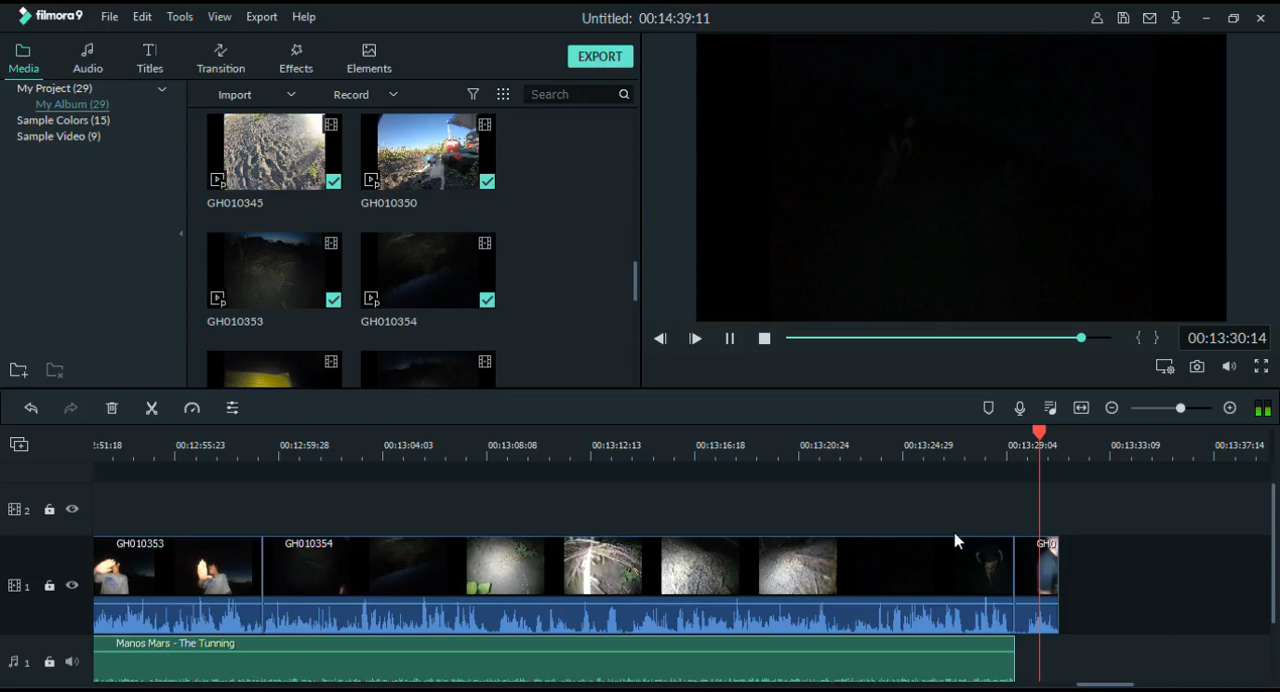 filmora9 File Edit Tools View Export Help Untitled: 00:14:39:11
Media Audio Titles Transition Effects Elements EXPORT
My Project (29)
My Album (29)
Sample Colors (15)
Sample Video (9)
Import Record Search
GH010345 GH010350
GH010353 GH010354
00:13:30:14
2:51:18 00:12:55:23 00:12:59:28 00:13:04:03 00:13:08:08 00:13:12:13 00:13:16:18 00:13:20:24 00:13:24:29 00:13:29:04 00:13:33:09 00:13:37:14
2
GH010353 GH010354 GH0
1
Manos Mars - The Tunning
1